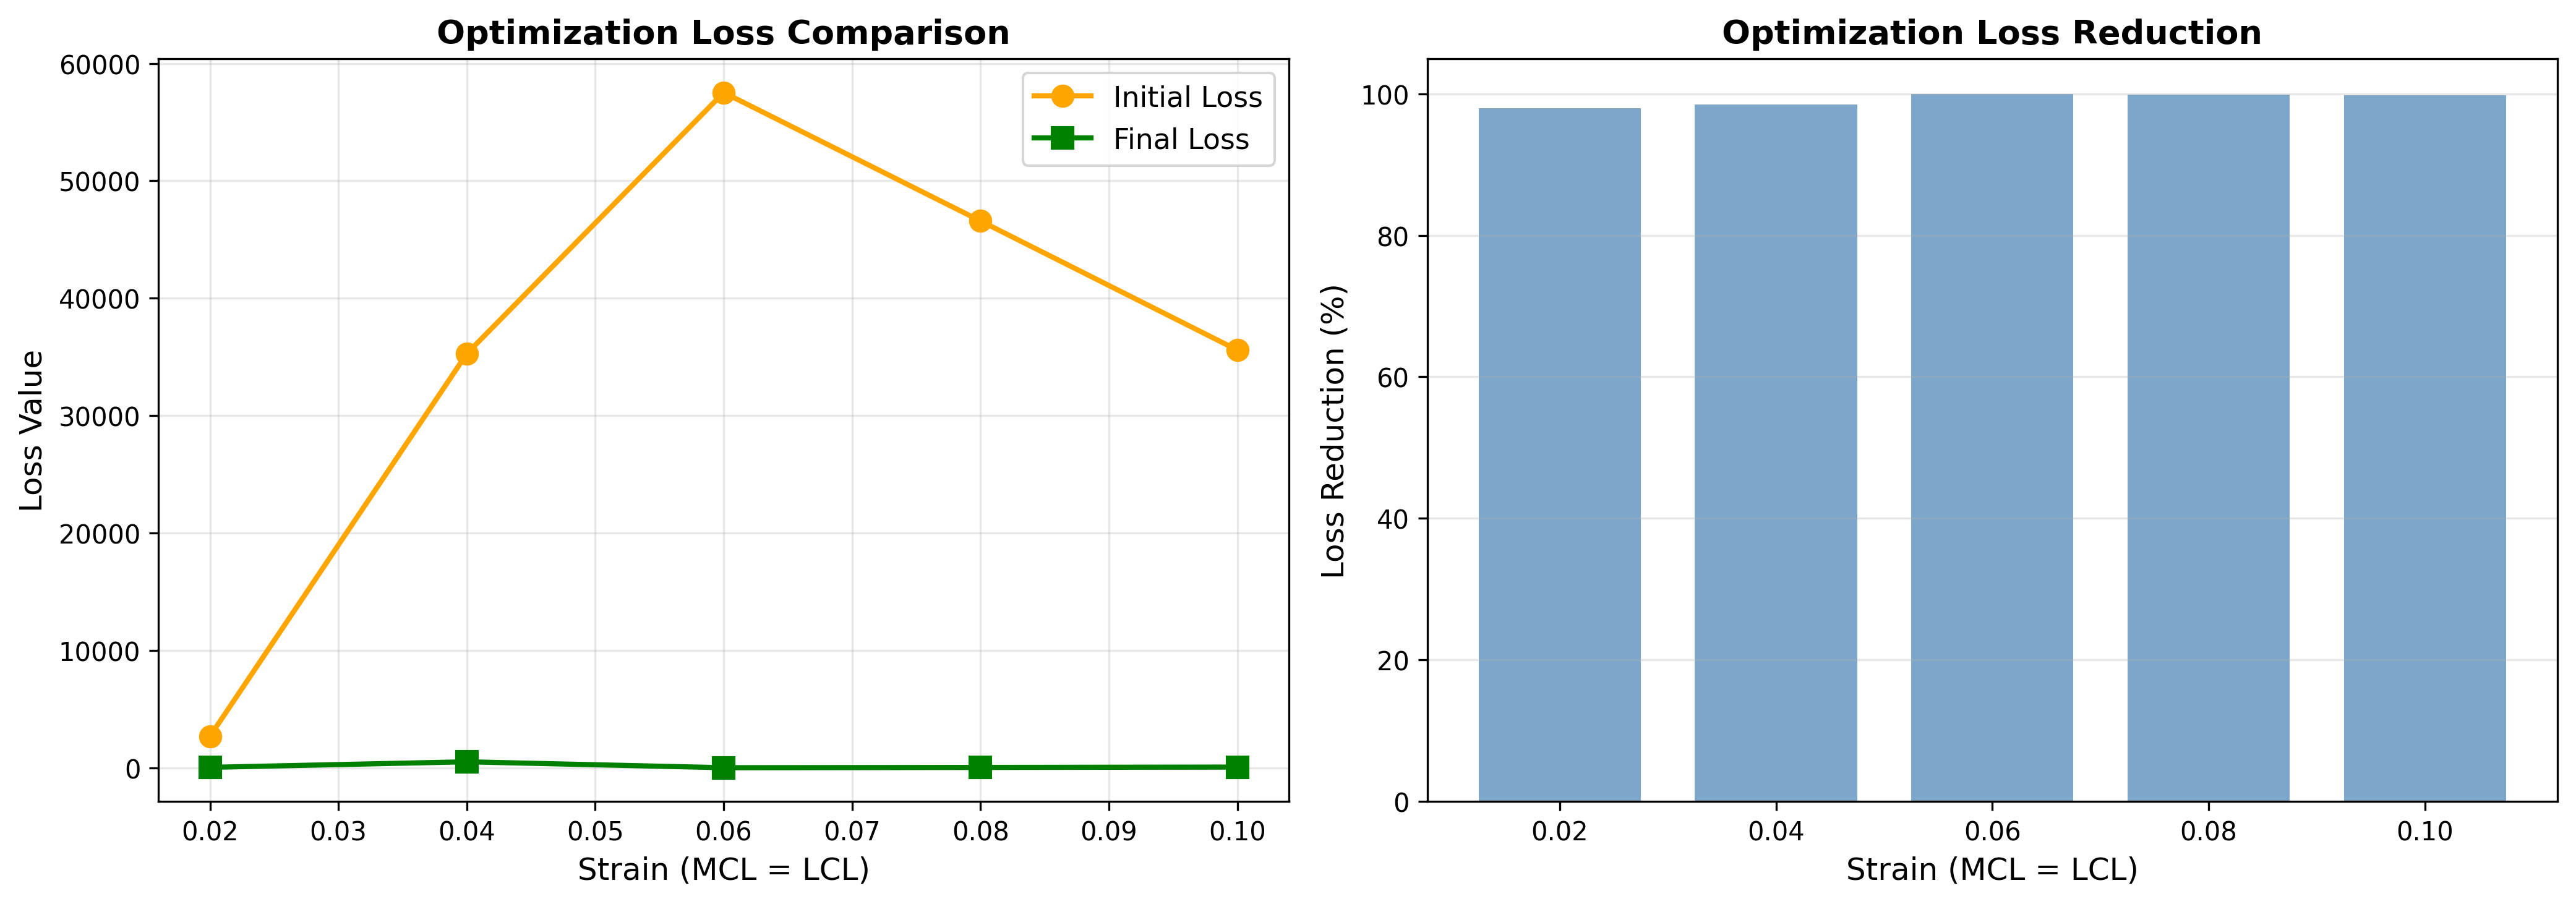 Optimization Loss Comparison
60000
50000
40000
30000
20000
10000
0
Loss Value
Initial Loss
Final Loss
0.02 0.03 0.04 0.05 0.06 0.07 0.08 0.09 0.10
Strain (MCL = LCL)
Optimization Loss Reduction
100
80
60
40
20
0
Loss Reduction (%)
0.02 0.04 0.06 0.08 0.10
Strain (MCL = LCL)